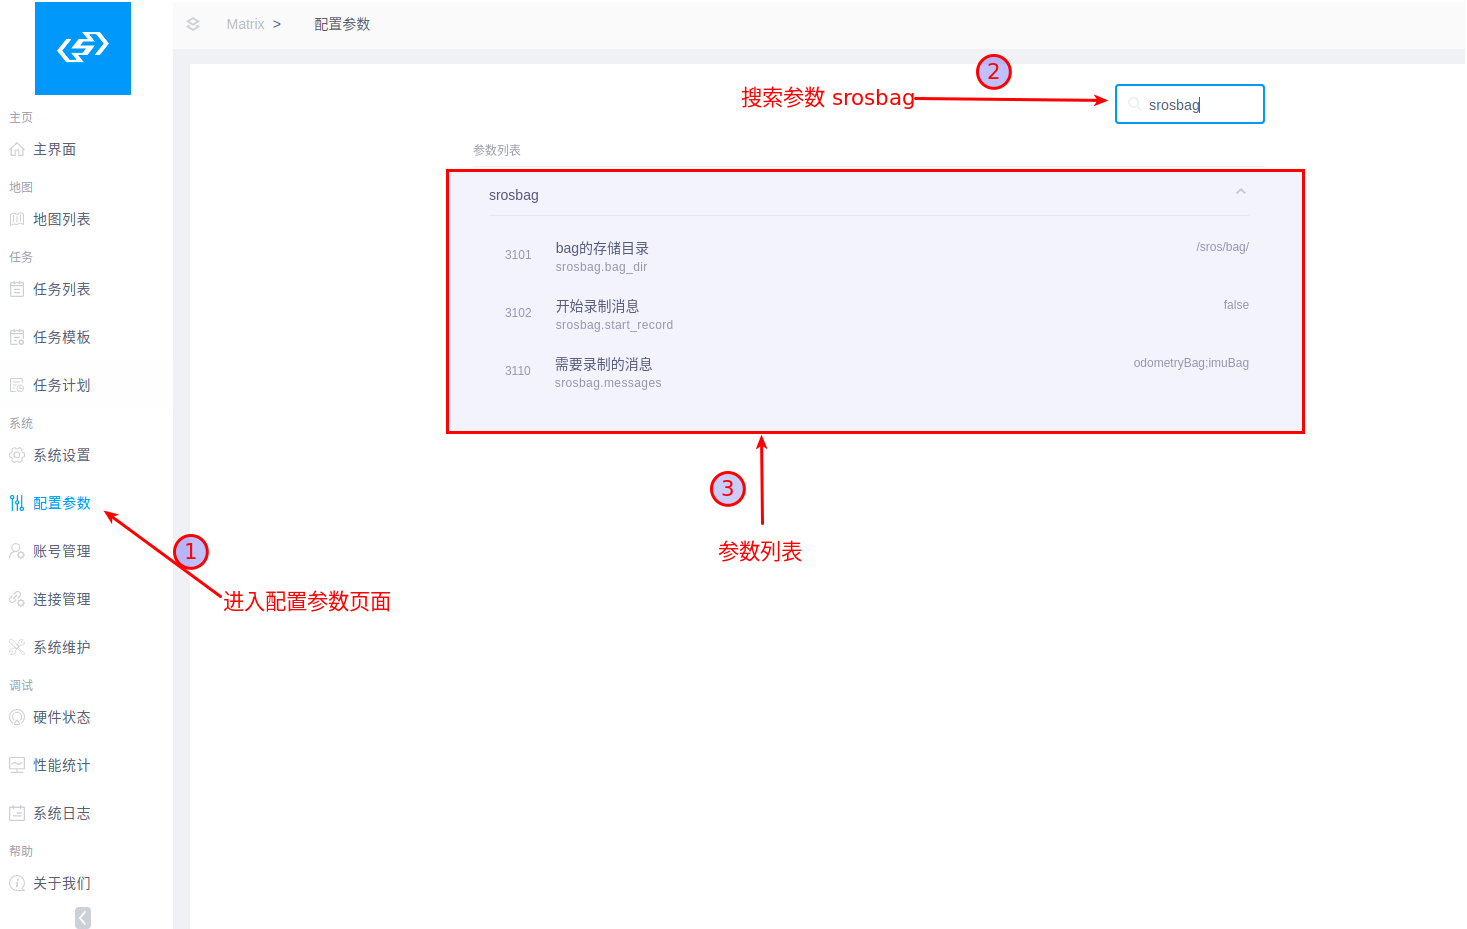 Matrix > 配置参数
主页
主界面
地图
地图列表
任务
任务列表
任务模板
任务计划
系统
系统设置
配置参数
账号管理
连接管理
系统维护
调试
硬件状态
性能统计
系统日志
帮助
关于我们
1
进入配置参数页面
2
搜索参数 srosbag
srosbag
参数列表
srosbag
3101 bag的存储目录 /sros/bag/
srosbag.bag_dir
3102 开始录制消息 false
srosbag.start_record
3110 需要录制的消息 odometryBag;imuBag
srosbag.messages
3
参数列表